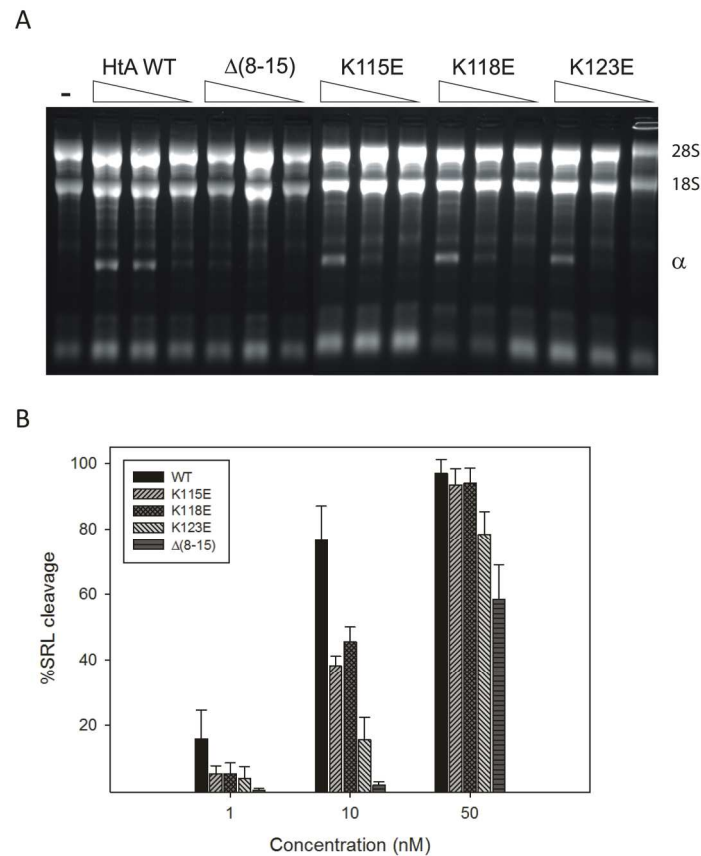 A
- HtA WT Δ(8-15) K115E K118E K123E
28S
18S
α
B
%SRL cleavage
100
80
60
40
20
WT
K115E
K118E
K123E
Δ(8-15)
1 10 50
Concentration (nM)